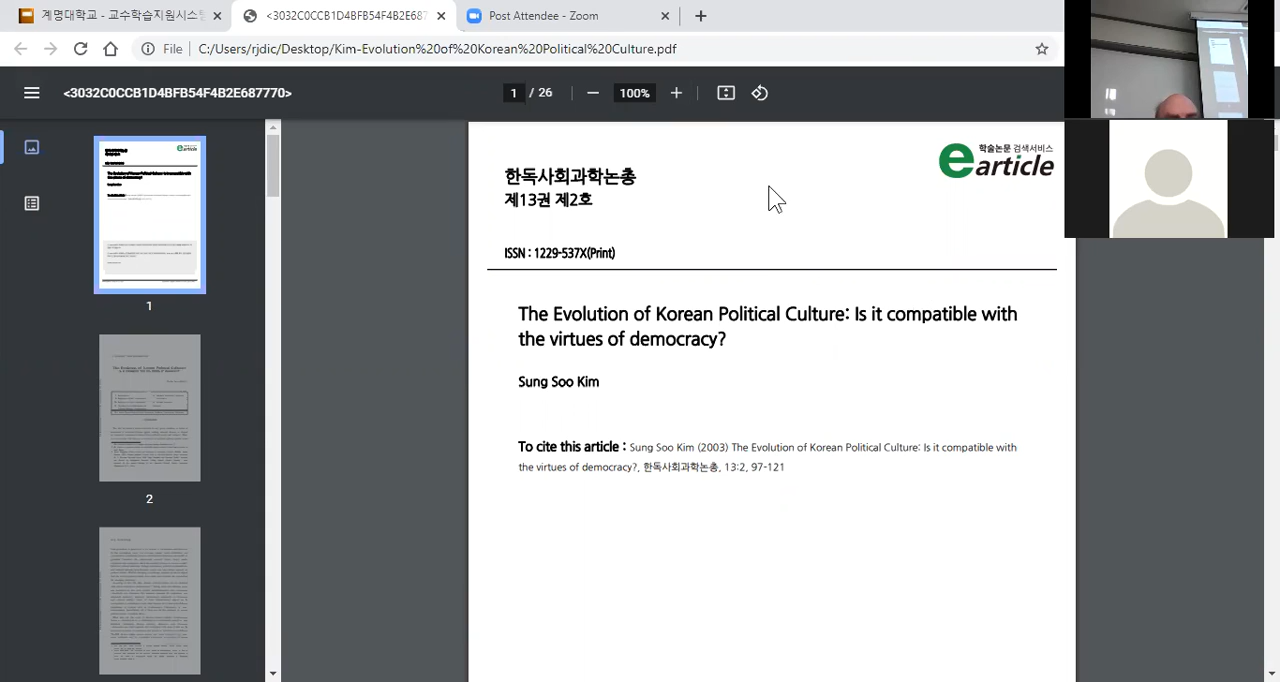 계명대학교 - 교수학습지원시스템
<3032C0CCB1D4BFB54F4B2E687
Post Attendee - Zoom
File
C:/Users/rjdic/Desktop/Kim-Evolution%20of%20Korean%20Political%20Culture.pdf
<3032C0CCB1D4BFB54F4B2E687770>
1 / 26
100%
한독사회과학논총
제13권 제2호
학술논문 검색서비스
earticle
ISSN : 1229-537X(Print)
The Evolution of Korean Political Culture: Is it compatible with
the virtues of democracy?
Sung Soo Kim
To cite this article : Sung Soo Kim (2003) The Evolution of Korean Political Culture: Is it compatible with
the virtues of democracy?, 한독사회과학논총, 13:2, 97-121
1
2